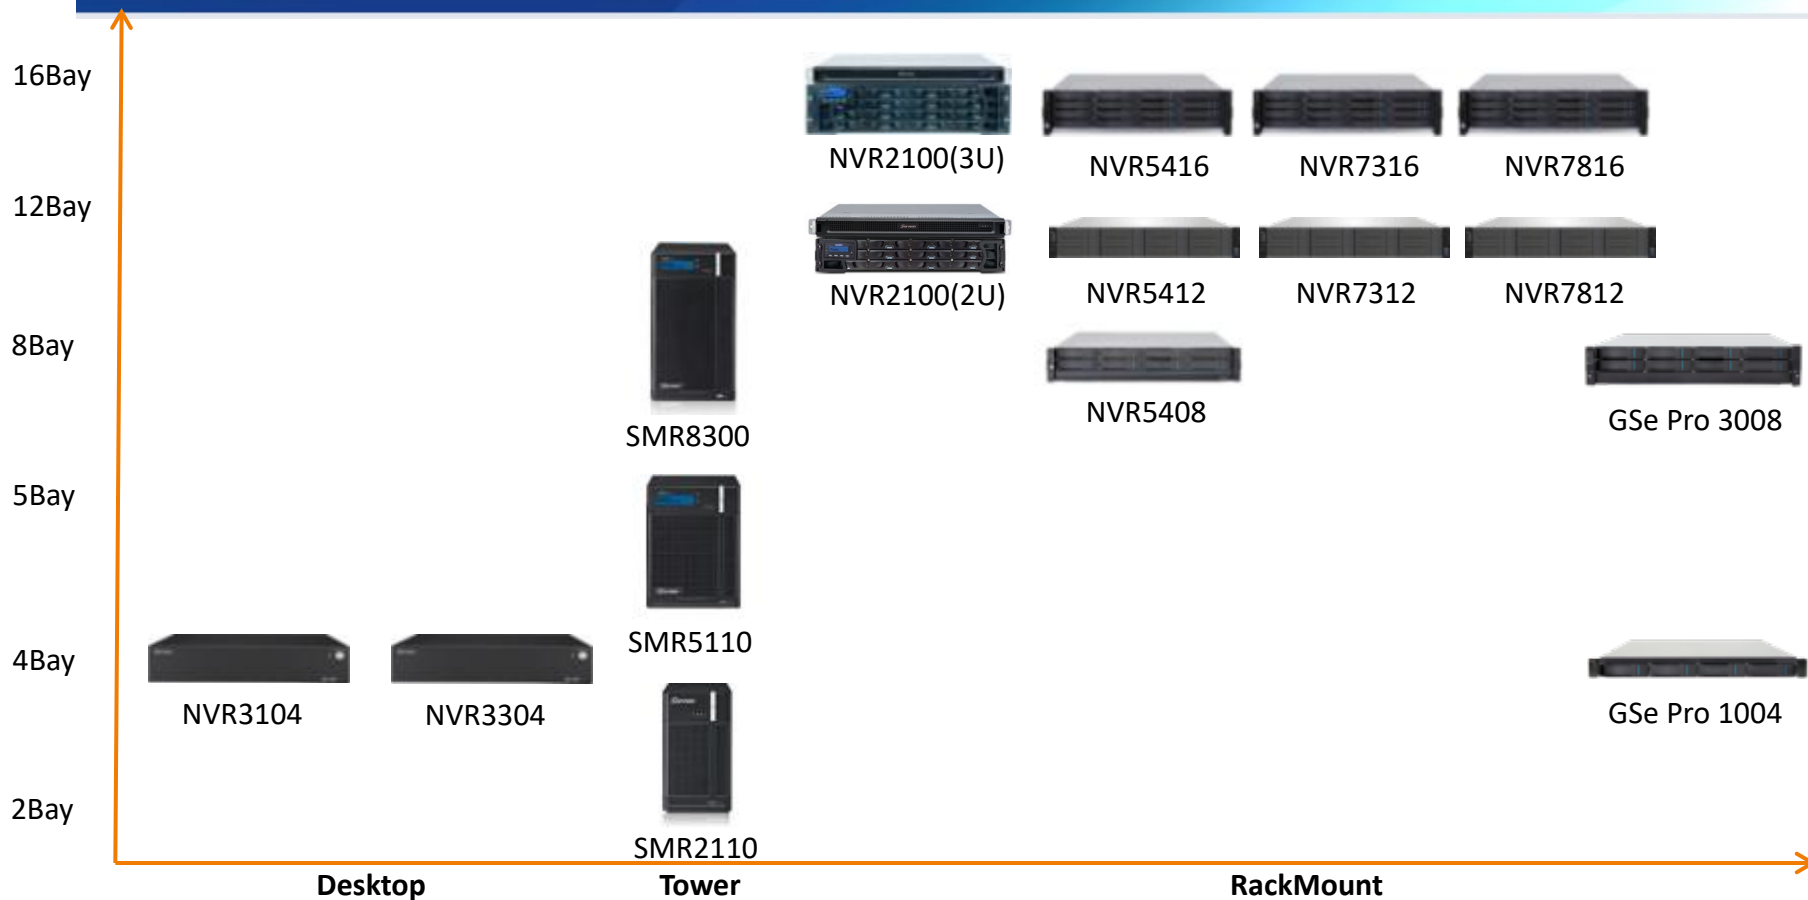 16Bay
NVR2100(3U)
NVR5416
NVR7316
NVR7816
12Bay
NVR2100(2U)
NVR5412
NVR7312
NVR7812
8Bay
SMR8300
NVR5408
GSe Pro 3008
5Bay
SMR5110
4Bay
NVR3104
NVR3304
GSe Pro 1004
2Bay
SMR2110
Desktop
Tower
RackMount